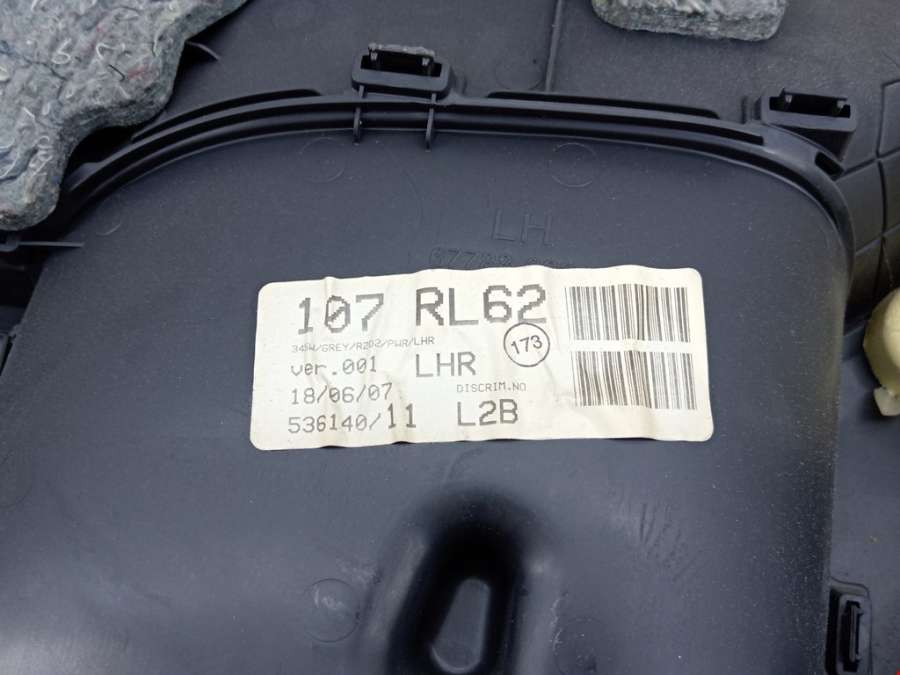 LH
107 RL62
345W/GREY/R2D2/PWR/LHR
173
ver.001 LHR
18/06/07 DISCRIM.NO
536140/11 L2B